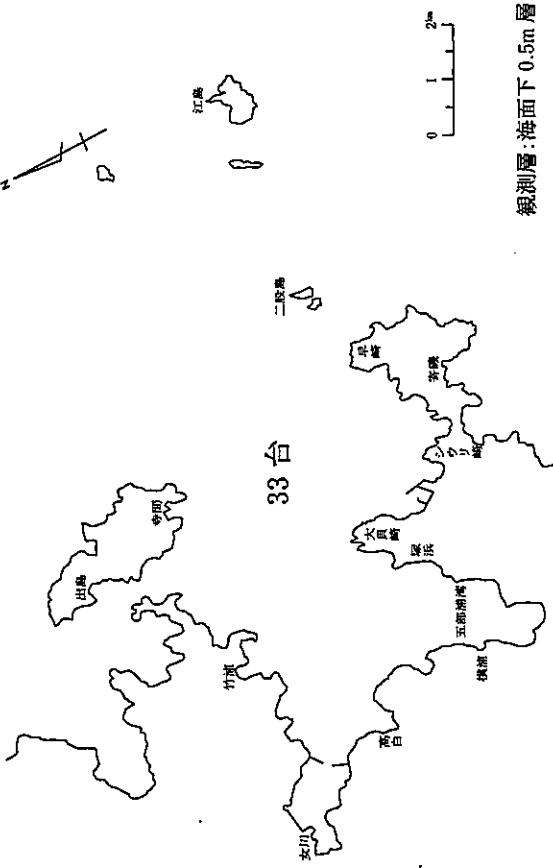 N
江島
0 1 2km
観測層:海面下 0.5m 層
二股島
早崎
寄磯
33 台
シウリ崎
出島
寺間
大貝崎
塚浜
五部浦湾
竹浦
横浦
高白
女川